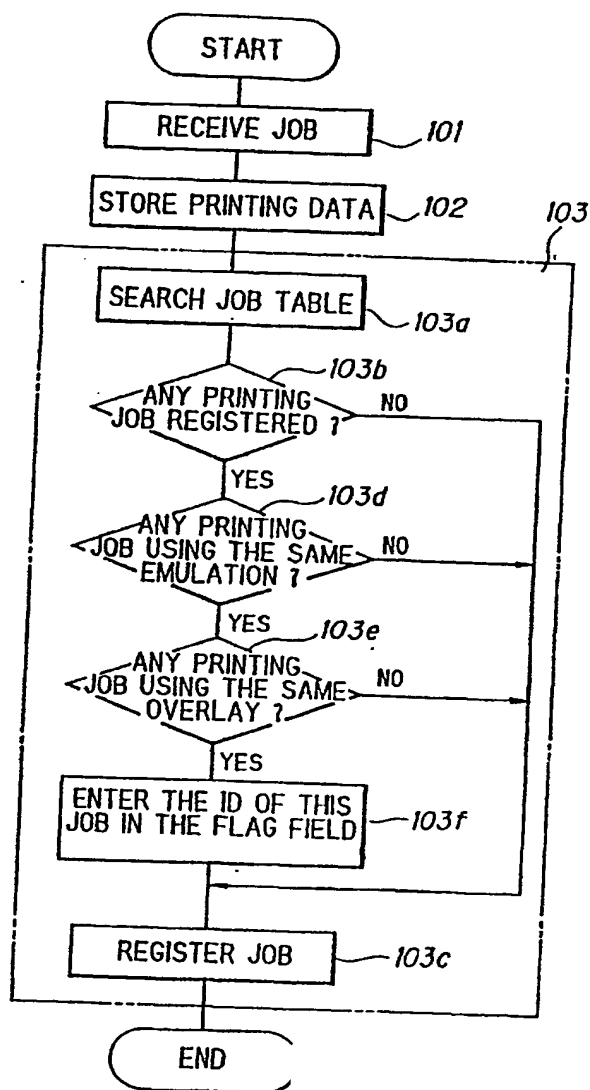 START
RECEIVE JOB
101
STORE PRINTING DATA
102
103
SEARCH JOB TABLE
103a
103b
ANY PRINTING
JOB REGISTERED ?
NO
YES
103d
ANY PRINTING
JOB USING THE SAME
EMULATION ?
NO
YES
103e
ANY PRINTING
JOB USING THE SAME
OVERLAY ?
NO
YES
ENTER THE ID OF THIS
JOB IN THE FLAG FIELD
103f
REGISTER JOB
103c
END